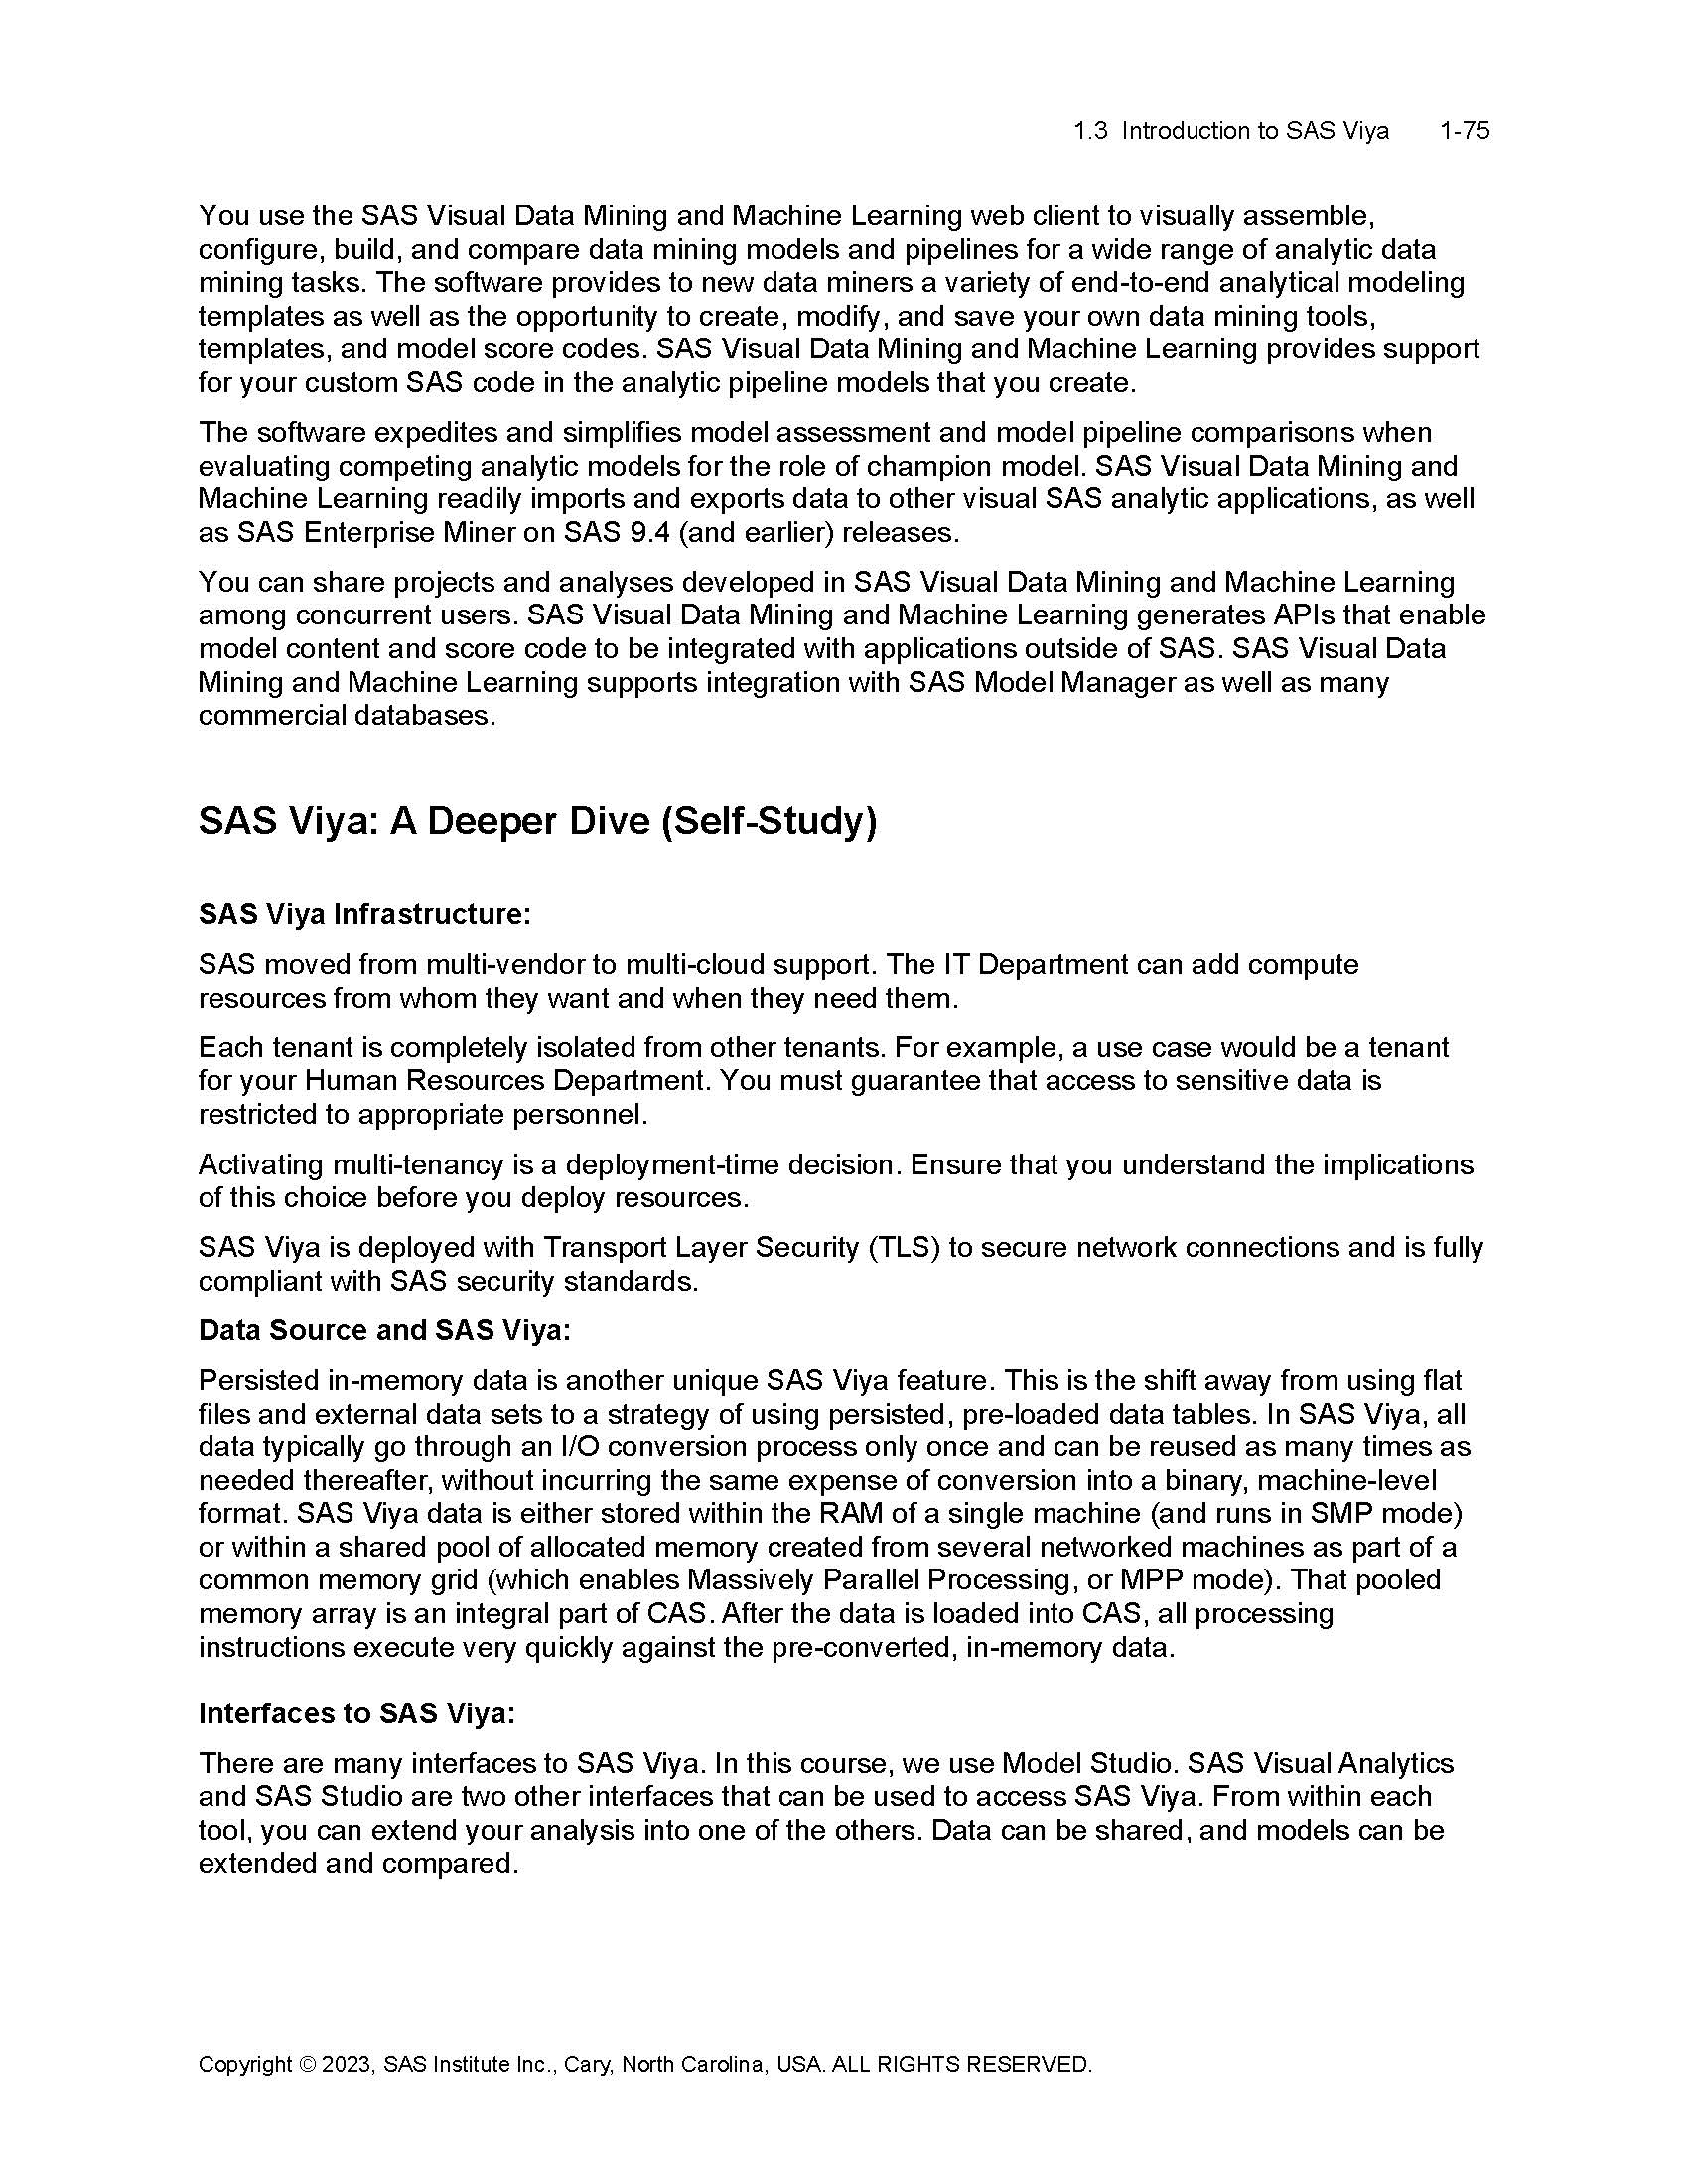 1.3 Introduction to SAS Viya 1-75
You use the SAS Visual Data Mining and Machine Learning web client to visually assemble,
configure, build, and compare data mining models and pipelines for a wide range of analytic data
mining tasks. The software provides to new data miners a variety of end-to-end analytical modeling
templates as well as the opportunity to create, modify, and save your own data mining tools,
templates, and model score codes. SAS Visual Data Mining and Machine Learning provides support
for your custom SAS code in the analytic pipeline models that you create.
The software expedites and simplifies model assessment and model pipeline comparisons when
evaluating competing analytic models for the role of champion model. SAS Visual Data Mining and
Machine Learning readily imports and exports data to other visual SAS analytic applications, as well
as SAS Enterprise Miner on SAS 9.4 (and earlier) releases.
You can share projects and analyses developed in SAS Visual Data Mining and Machine Learning
among concurrent users. SAS Visual Data Mining and Machine Learning generates APIs that enable
model content and score code to be integrated with applications outside of SAS. SAS Visual Data
Mining and Machine Learning supports integration with SAS Model Manager as well as many
commercial databases.
SAS Viya: A Deeper Dive (Self-Study)
SAS Viya Infrastructure:
SAS moved from multi-vendor to multi-cloud support. The IT Department can add compute
resources from whom they want and when they need them.
Each tenant is completely isolated from other tenants. For example, a use case would be a tenant
for your Human Resources Department. You must guarantee that access to sensitive data is
restricted to appropriate personnel.
Activating multi-tenancy is a deployment-time decision. Ensure that you understand the implications
of this choice before you deploy resources.
SAS Viya is deployed with Transport Layer Security (TLS) to secure network connections and is fully
compliant with SAS security standards.
Data Source and SAS Viya:
Persisted in-memory data is another unique SAS Viya feature. This is the shift away from using flat
files and external data sets to a strategy of using persisted, pre-loaded data tables. In SAS Viya, all
data typically go through an I/O conversion process only once and can be reused as many times as
needed thereafter, without incurring the same expense of conversion into a binary, machine-level
format. SAS Viya data is either stored within the RAM of a single machine (and runs in SMP mode)
or within a shared pool of allocated memory created from several networked machines as part of a
common memory grid (which enables Massively Parallel Processing, or MPP mode). That pooled
memory array is an integral part of CAS. After the data is loaded into CAS, all processing
instructions execute very quickly against the pre-converted, in-memory data.
Interfaces to SAS Viya:
There are many interfaces to SAS Viya. In this course, we use Model Studio. SAS Visual Analytics
and SAS Studio are two other interfaces that can be used to access SAS Viya. From within each
tool, you can extend your analysis into one of the others. Data can be shared, and models can be
extended and compared.
Copyright © 2023, SAS Institute Inc., Cary, North Carolina, USA. ALL RIGHTS RESERVED.